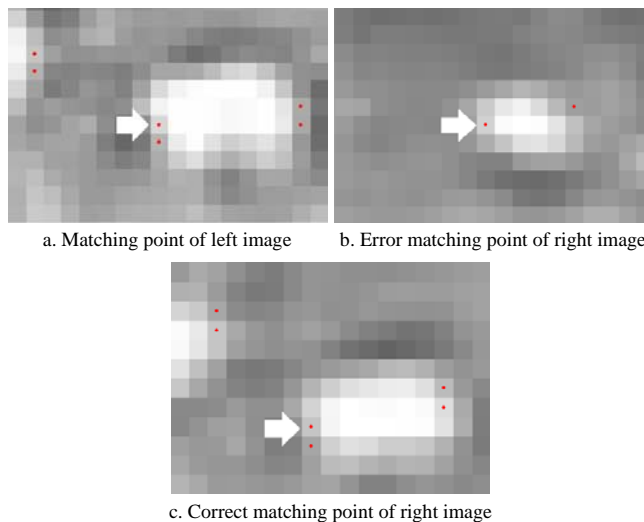 a. Matching point of left image
b. Error matching point of right image
c. Correct matching point of right image